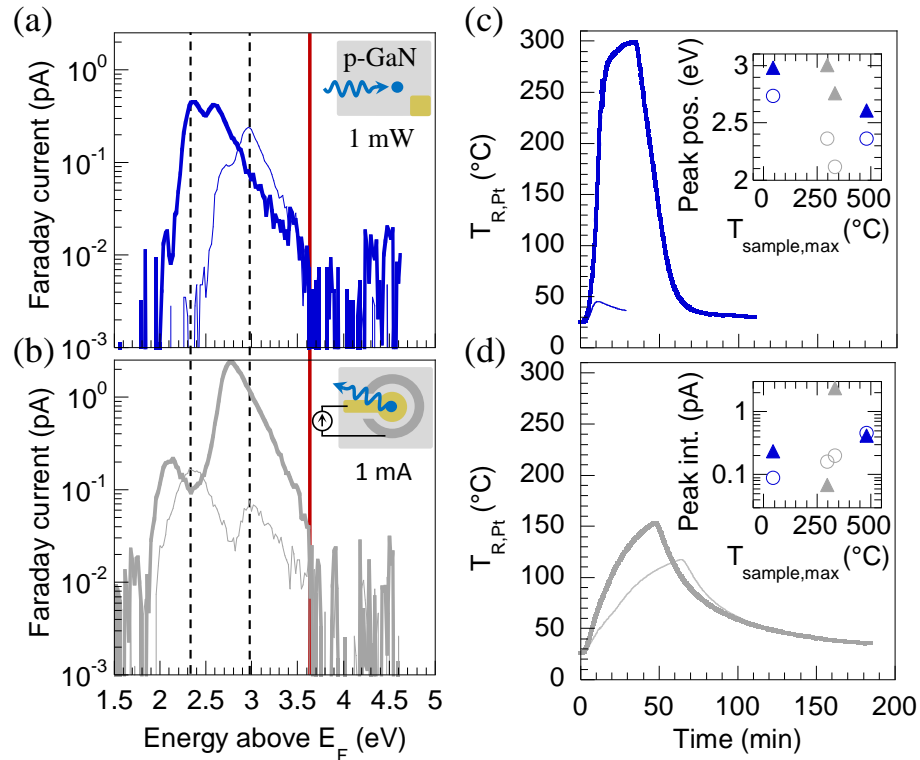 (a)
Faraday current (pA)
10^0
10^-1
10^-2
10^-3
p-GaN
1 mW
(b)
Faraday current (pA)
10^0
10^-1
10^-2
10^-3
1 mA
1.5 2 2.5 3 3.5 4 4.5 5
Energy above E_F (eV)
(c)
T_R,Pt (°C)
300
250
200
150
100
50
0
Peak pos. (eV)
3
2.5
2
0 250 500
T_sample,max (°C)
(d)
T_R,Pt (°C)
300
250
200
150
100
50
0
Peak int. (pA)
1
0.1
0 250 500
T_sample,max (°C)
0 50 100 150 200
Time (min)